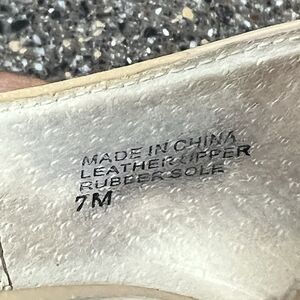 MADE IN CHINA
LEATHER UPPER
RUBBER SOLE
7M